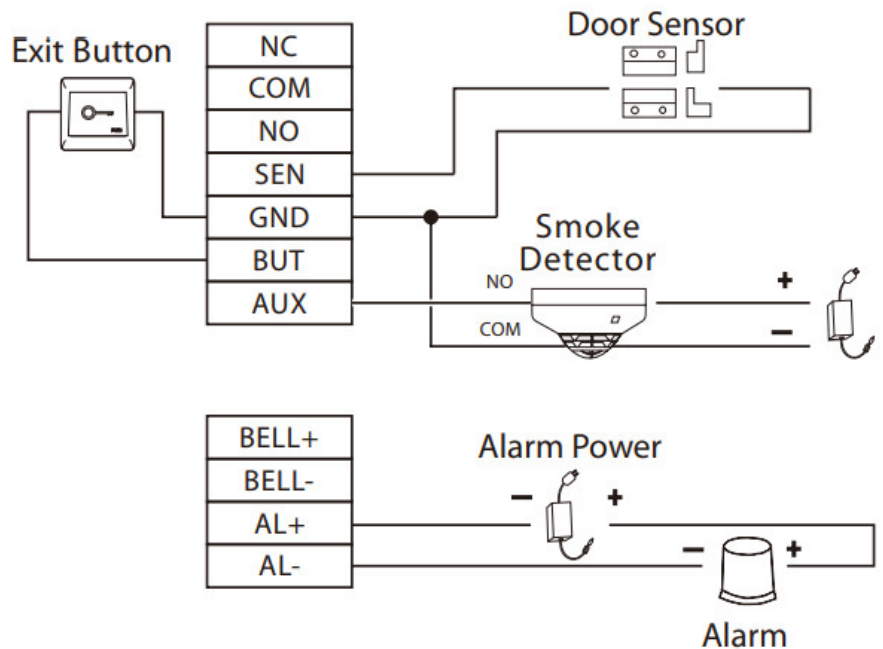 Door Sensor
Exit Button
NC
COM
NO
SEN
GND
BUT
AUX
Smoke
Detector
NO
COM
+
−
BELL+
BELL-
AL+
AL-
Alarm Power
− +
− +
Alarm